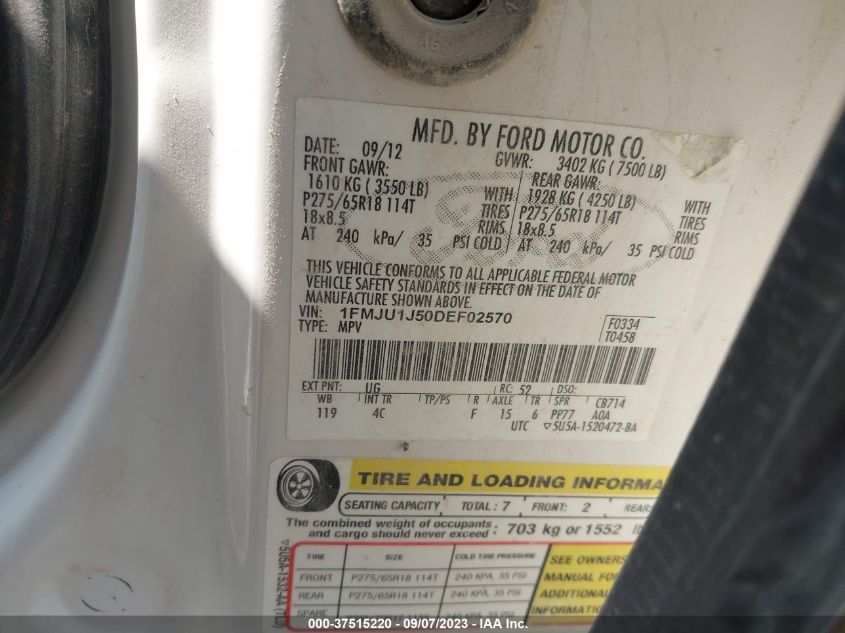 MFD. BY FORD MOTOR CO.
DATE: 09/12 GVWR: 3402 KG ( 7500 LB)
FRONT GAWR: REAR GAWR:
1610 KG ( 3550 LB) WITH 1928 KG ( 4250 LB) WITH
P275/65R18 114T TIRES P275/65R18 114T TIRES
18x8.5 RIMS 18x8.5 RIMS
AT 240 kPa/ 35 PSI COLD AT 240 kPa/ 35 PSI COLD
THIS VEHICLE CONFORMS TO ALL APPLICABLE FEDERAL MOTOR
VEHICLE SAFETY STANDARDS IN EFFECT ON THE DATE OF
MANUFACTURE SHOWN ABOVE.
VIN: 1FMJU1J50DEF02570
TYPE: MPV
F0334
T0458
EXT PNT: UG RC: 52 DSO:
WB INT TR TP/PS R AXLE TR SPR CB714
119 4C F 15 6 PP77 AOA
UTC ▽5U5A-1520472-BA
TIRE AND LOADING INFORMA
SEATING CAPACITY TOTAL: 7 FRONT: 2 REAR:
The combined weight of occupants
and cargo should never exceed : 703 kg or 1552 lb
TIRE SIZE COLD TIRE PRESSURE
FRONT P275/65R18 114T 240 KPA, 35 PSI
REAR P275/65R18 114T 240 KPA, 35 PSI
SPARE
SEE OWNERS
MANUAL FO
ADDITIONAL
INFORMATION
000-37515220 - 09/07/2023 - IAA Inc.